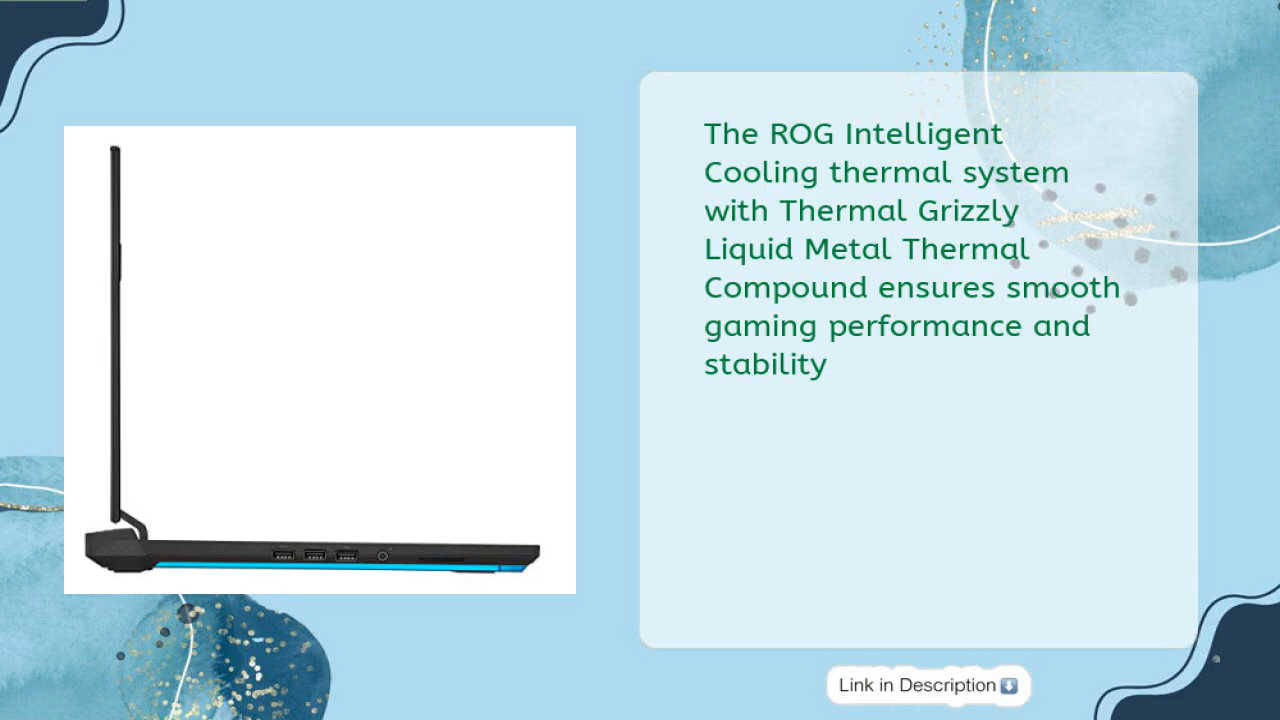 The ROG Intelligent
Cooling thermal system
with Thermal Grizzly
Liquid Metal Thermal
Compound ensures smooth
gaming performance and
stability
Link in Description⬇️